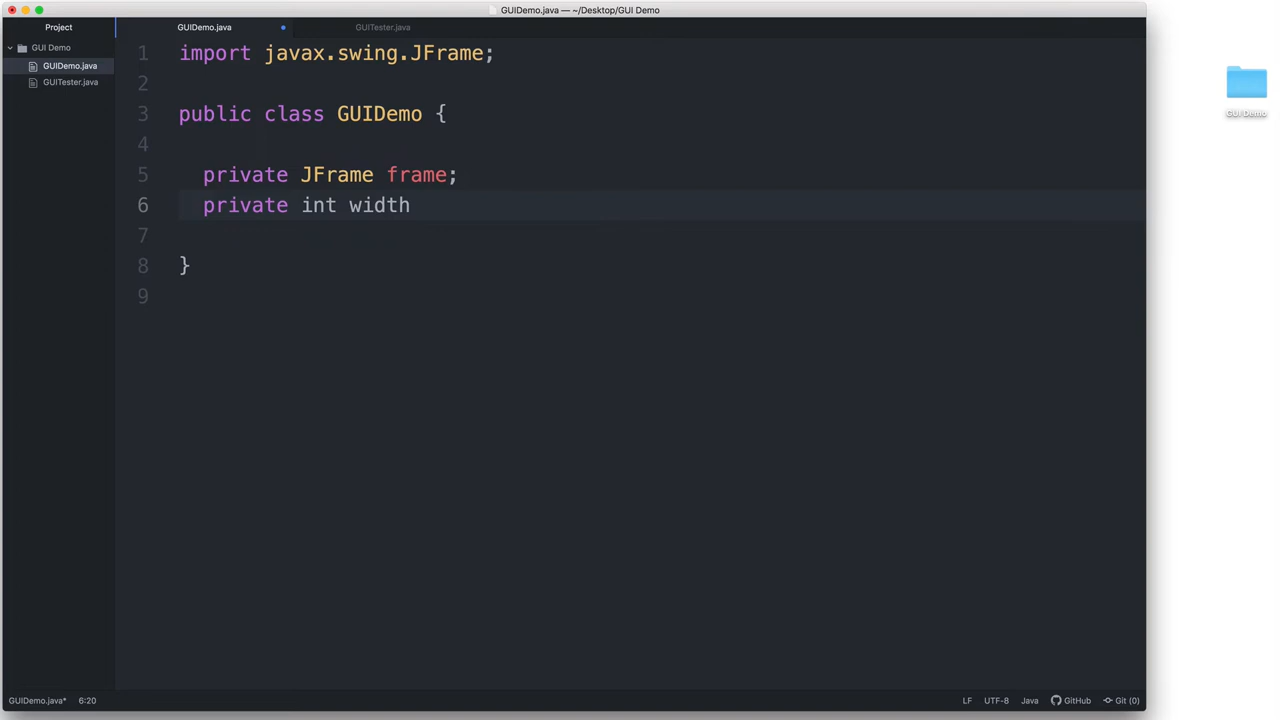 GUIDemo.java — ~/Desktop/GUI Demo
Project
GUIDemo.java
GUITester.java
GUI Demo
GUIDemo.java
GUITester.java
1 import javax.swing.JFrame;
2
3 public class GUIDemo {
4
5 private JFrame frame;
6 private int width
7
8 }
9
GUI Demo
GUIDemo.java* 6:20 LF UTF-8 Java GitHub Git (0)